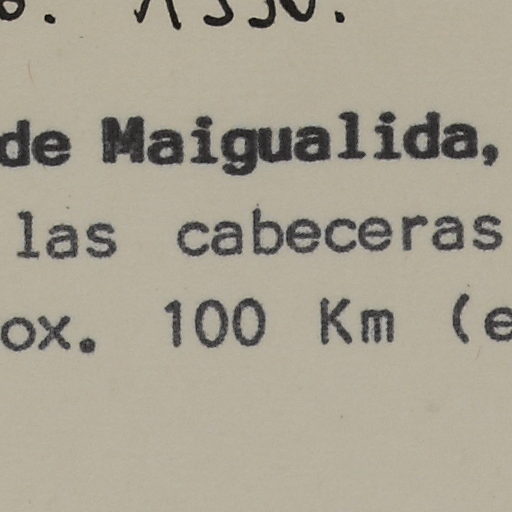 de Maigualida,
las cabeceras
ox. 100 Km (e